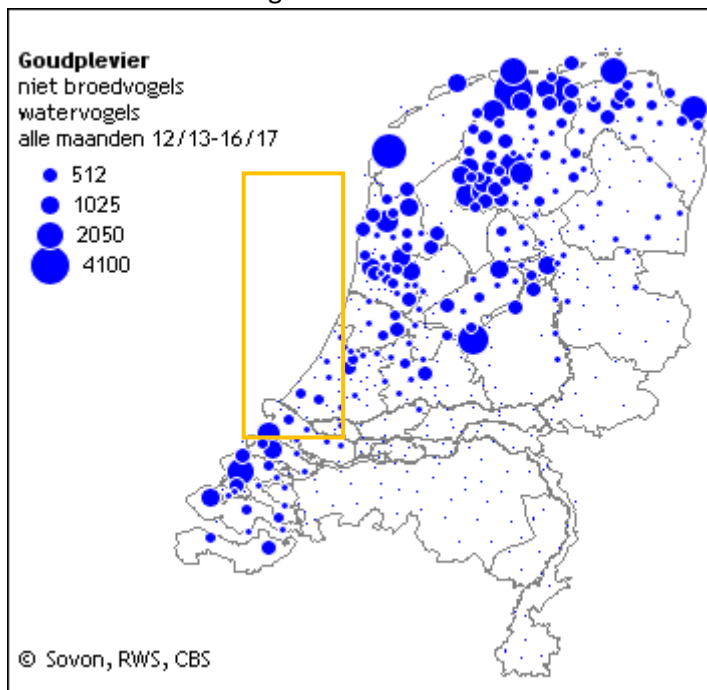 Goudplevier
niet broedvogels
watervogels
alle maanden 12/13-16/17
512
1025
2050
4100
© Sovon, RWS, CBS